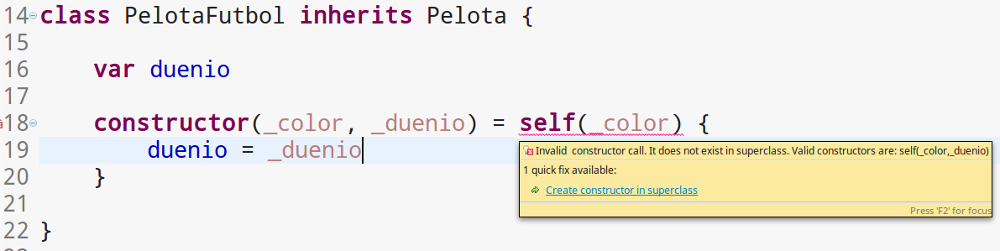 14 class PelotaFutbol inherits Pelota {
15
16 var duenio
17
18 constructor(_color, _duenio) = self(_color) {
19 duenio = _duenio
20 }
21
22 }
Invalid constructor call. It does not exist in superclass. Valid constructors are: self(_color,_duenio)
1 quick fix available:
Create constructor in superclass
Press 'F2' for focus